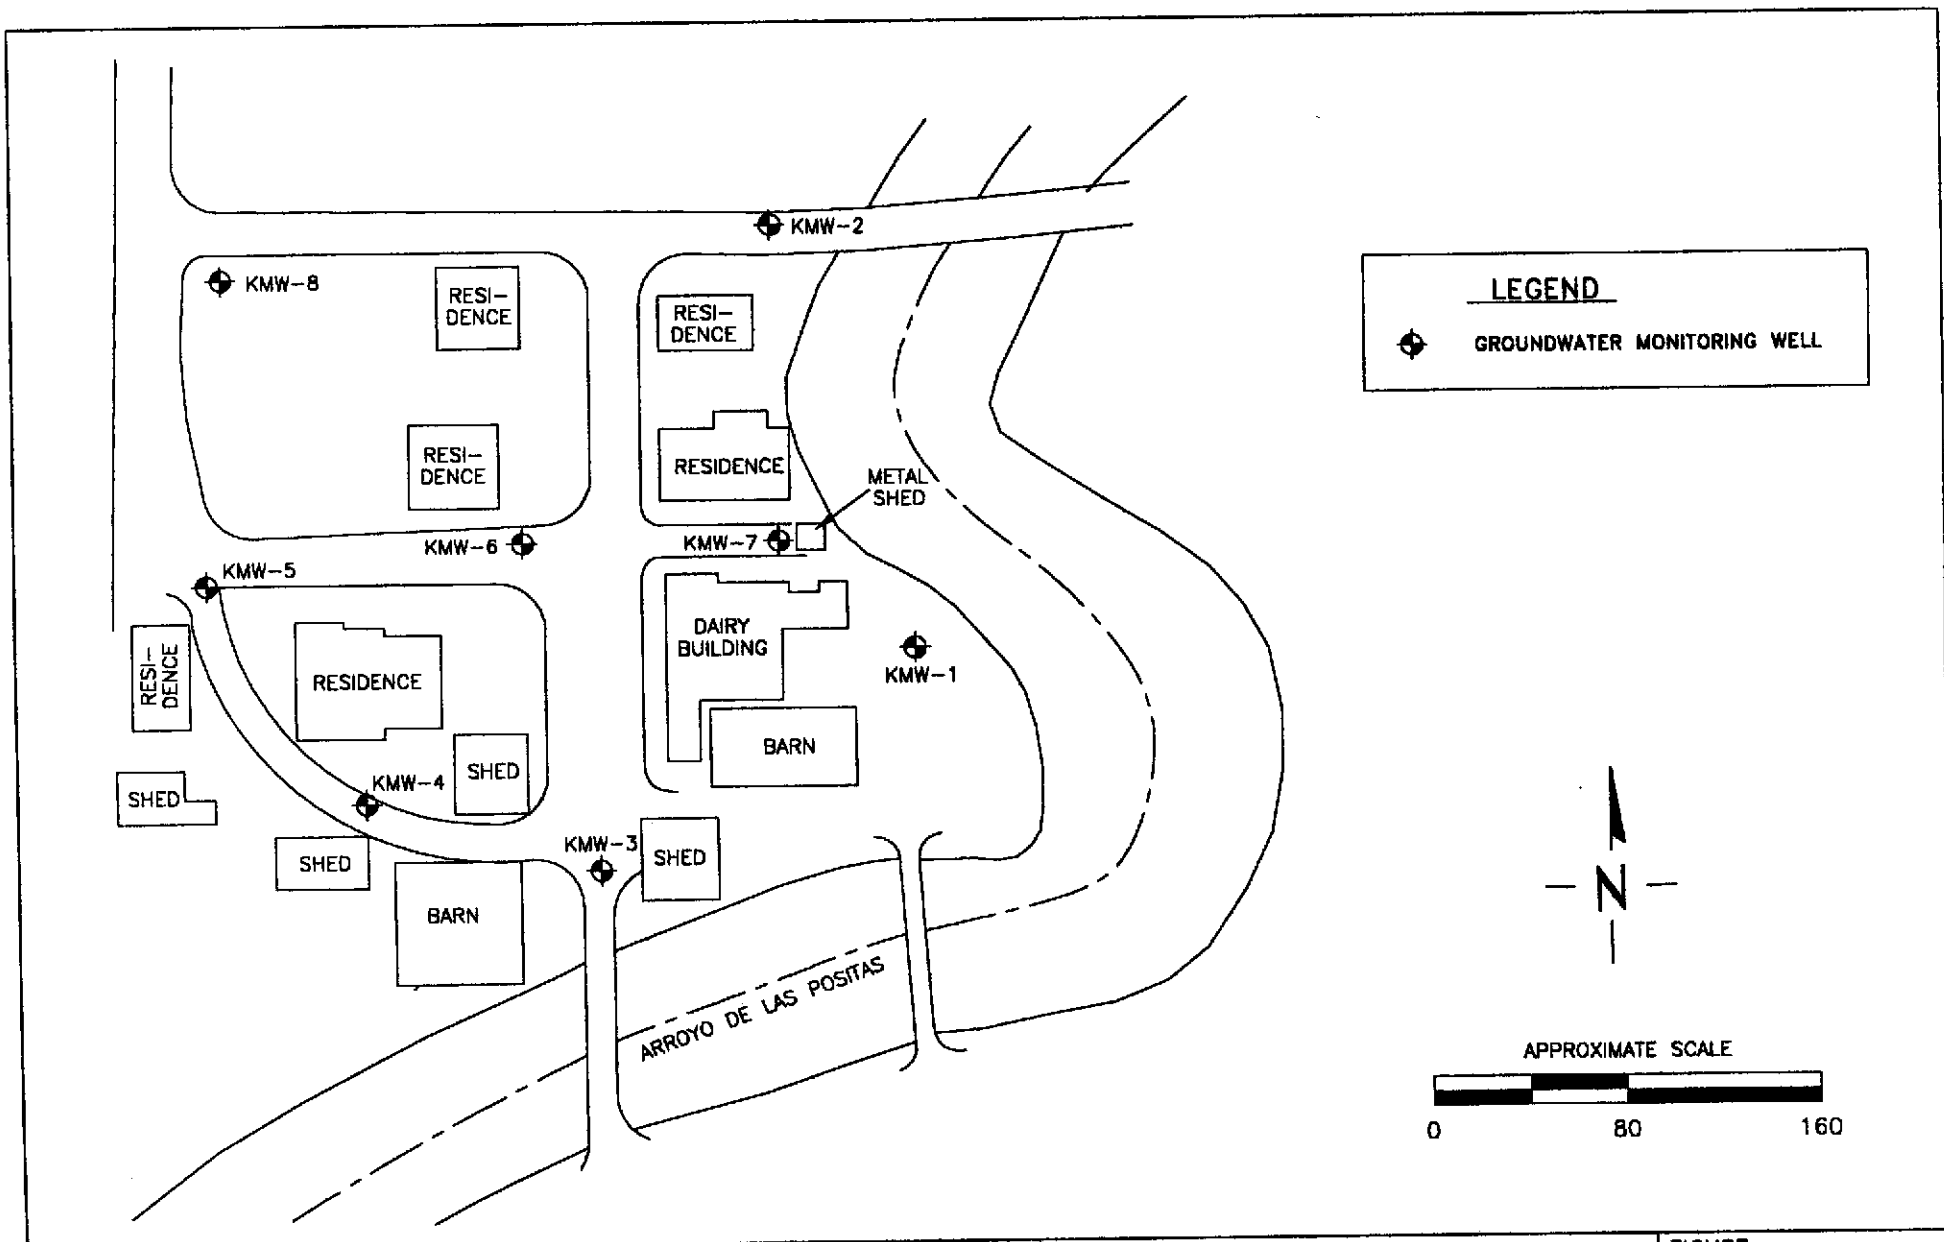 KMW-2
KMW-8
RESI-
DENCE
RESI-
DENCE
LEGEND
GROUNDWATER MONITORING WELL
RESI-
DENCE
RESIDENCE
METAL
SHED
KMW-6
KMW-7
KMW-5
DAIRY
BUILDING
RESI-
DENCE
RESIDENCE
KMW-1
BARN
SHED
KMW-4
SHED
KMW-3
SHED
SHED
BARN
N
ARROYO DE LAS POSITAS
APPROXIMATE SCALE
0 80 160
FIGURE